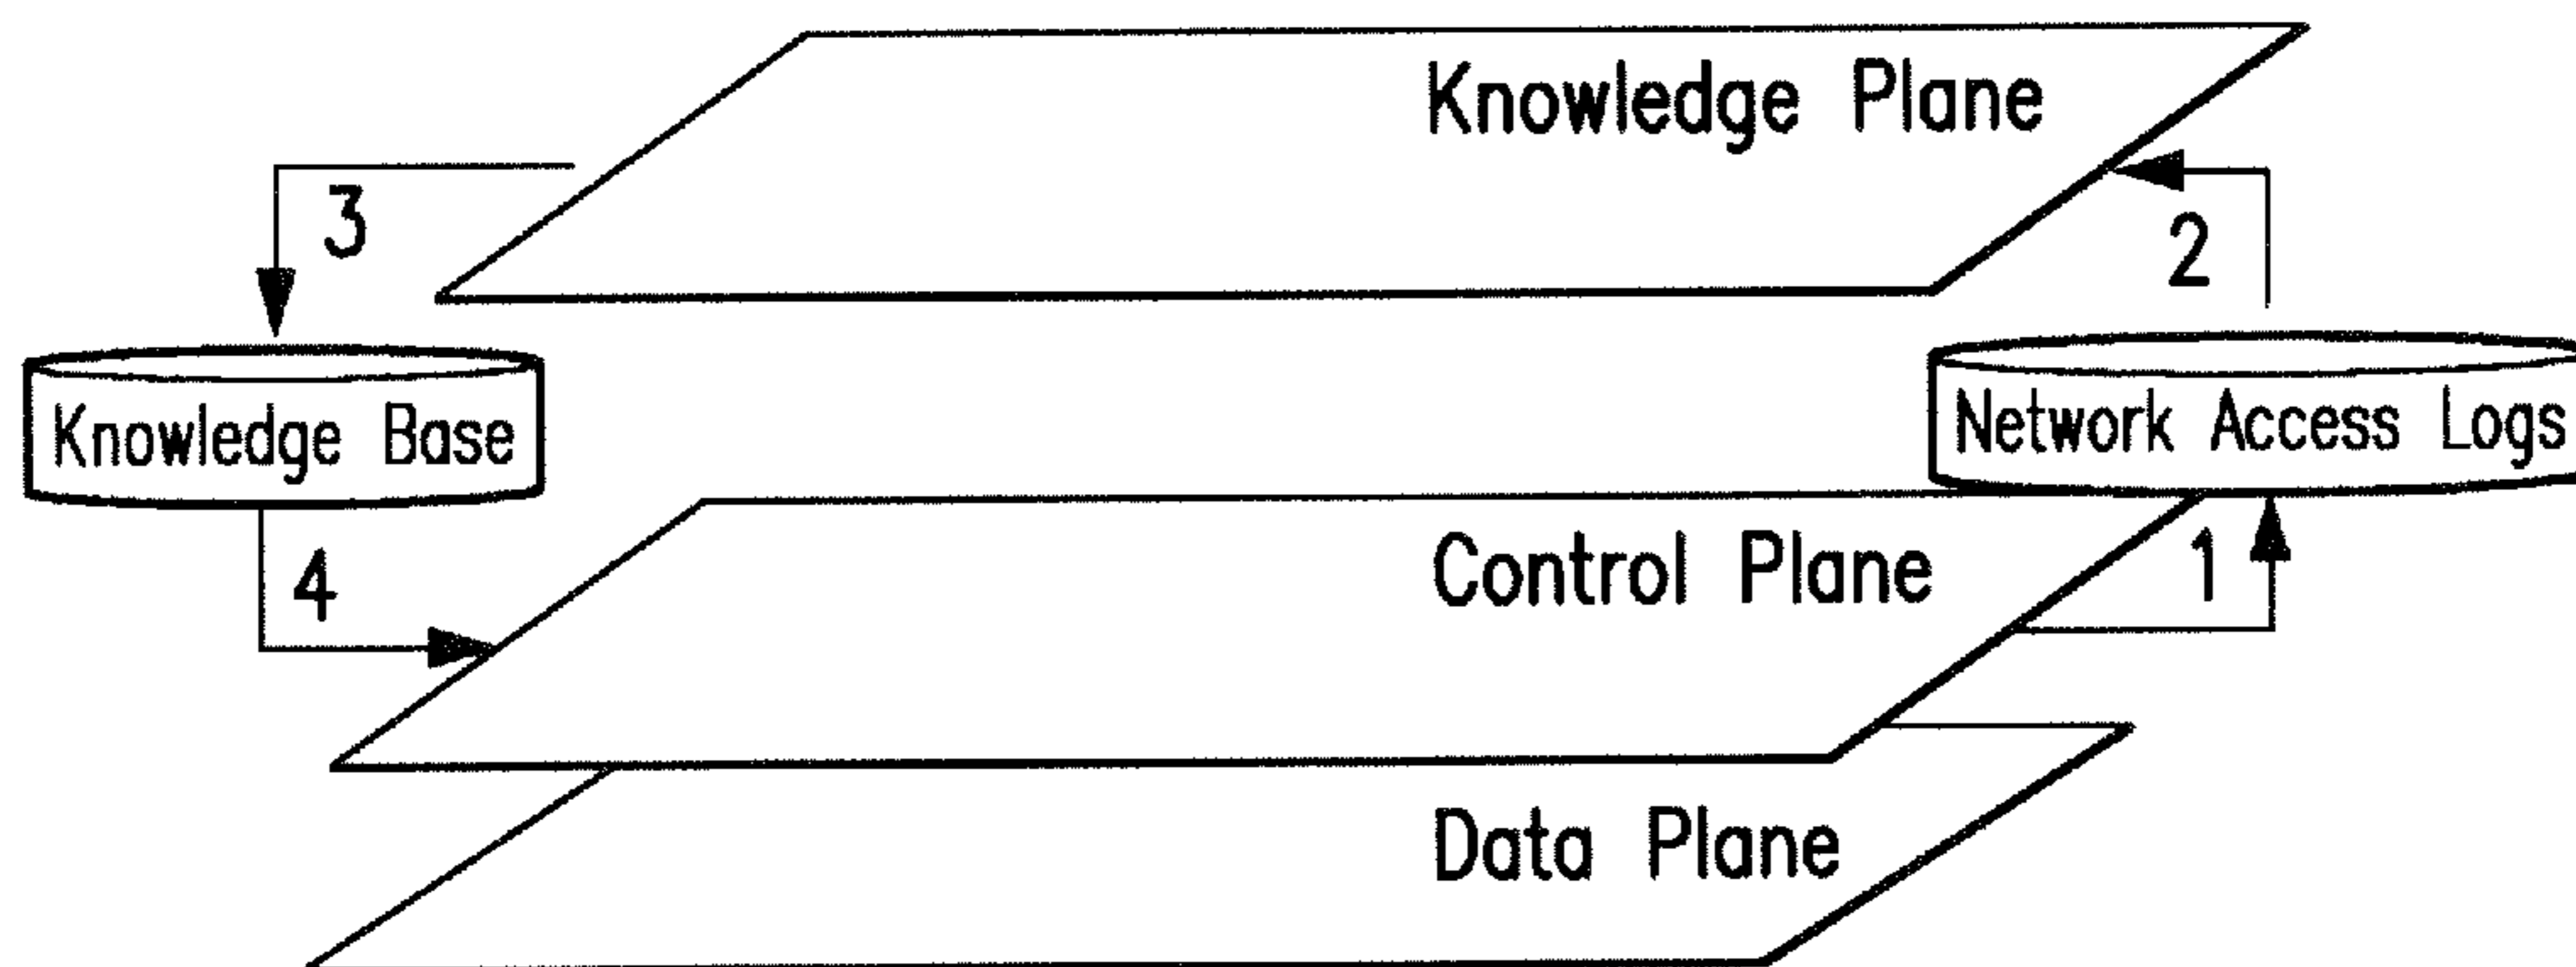 Knowledge Plane
3
2
Knowledge Base
Network Access Logs
4
Control Plane
1
Data Plane